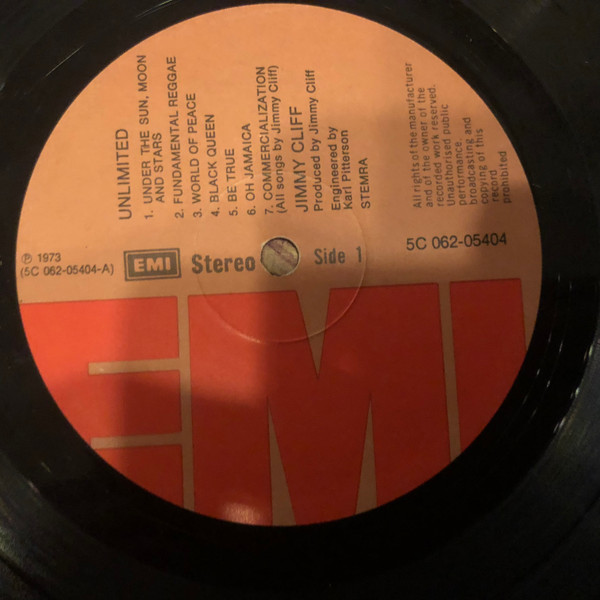 UNLIMITED
1. UNDER THE SUN, MOON
AND STARS
2. FUNDAMENTAL REGGAE
3. WORLD OF PEACE
4. BLACK QUEEN
5. BE TRUE
6. OH JAMAICA
7. COMMERCIALIZATION
(All songs by Jimmy Cliff)
JIMMY CLIFF
Produced by Jimmy Cliff
Engineered by
Karl Pitterson
STEMRA
All rights of the manufacturer
and of the owner of the
recorded work reserved.
Unauthorised public
performance,
broadcasting and
copying of this
record
prohibited
℗ 1973
(5C 062-05404-A)
EMI
Stereo
Side 1
5C 062-05404
EMI